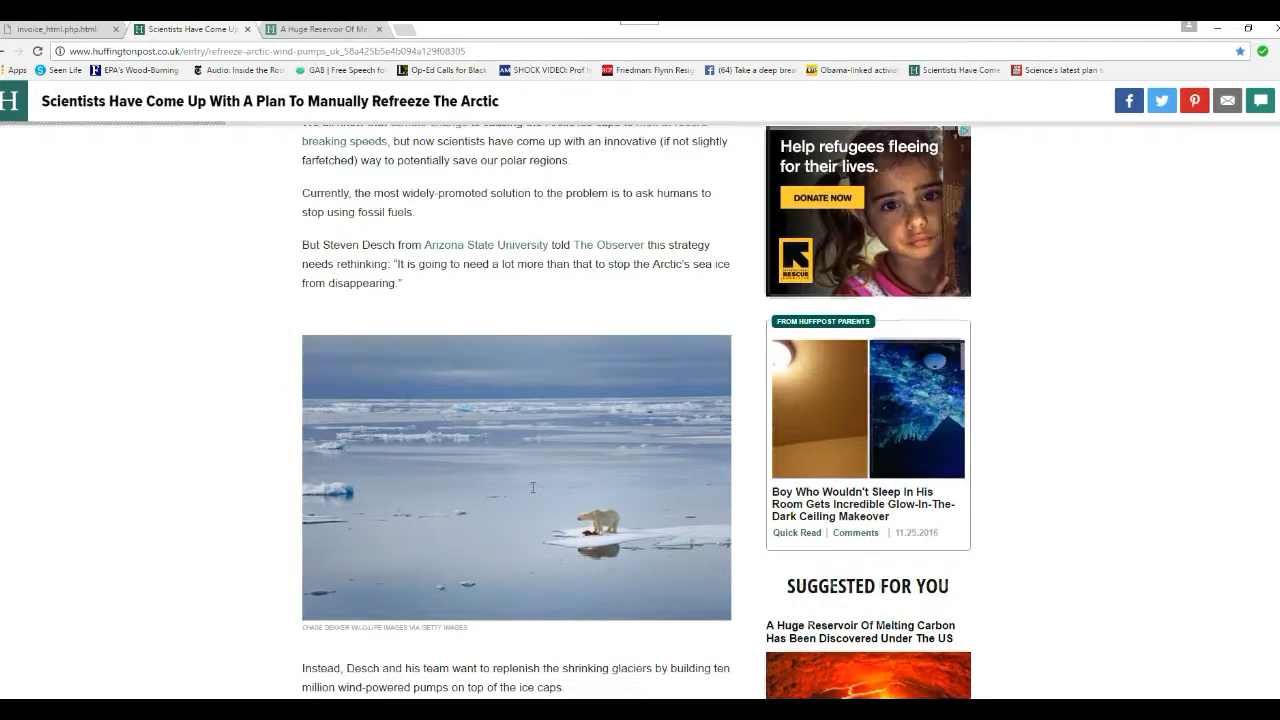 invoice_html.php.html
Scientists Have Come Up
A Huge Reservoir Of Me
www.huffingtonpost.co.uk/entry/refreeze-arctic-wind-pumps_uk_58a425b5e4b094a129f08305
Apps
Seen Life
EPA's Wood-Burning
Audio: Inside the Roo
GAB | Free Speech fo
Op-Ed Calls for Black
SHOCK VIDEO: Prof h
Friedman: Flynn Resig
(64) Take a deep brea
Obama-linked activis
Scientists Have Come
Science's latest plan t
H
Scientists Have Come Up With A Plan To Manually Refreeze The Arctic
breaking speeds, but now scientists have come up with an innovative (if not slightly
farfetched) way to potentially save our polar regions.
Currently, the most widely-promoted solution to the problem is to ask humans to
stop using fossil fuels.
But Steven Desch from Arizona State University told The Observer this strategy
needs rethinking: “It is going to need a lot more than that to stop the Arctic's sea ice
from disappearing.”
CHASE DEKKER WILD-LIFE IMAGES VIA GETTY IMAGES
Instead, Desch and his team want to replenish the shrinking glaciers by building ten
million wind-powered pumps on top of the ice caps.
Help refugees fleeing
for their lives.
DONATE NOW
INTERNATIONAL
RESCUE
COMMITTEE
FROM HUFFPOST PARENTS
Boy Who Wouldn't Sleep In His
Room Gets Incredible Glow-In-The-
Dark Ceiling Makeover
Quick Read | Comments | 11.25.2016
SUGGESTED FOR YOU
A Huge Reservoir Of Melting Carbon
Has Been Discovered Under The US